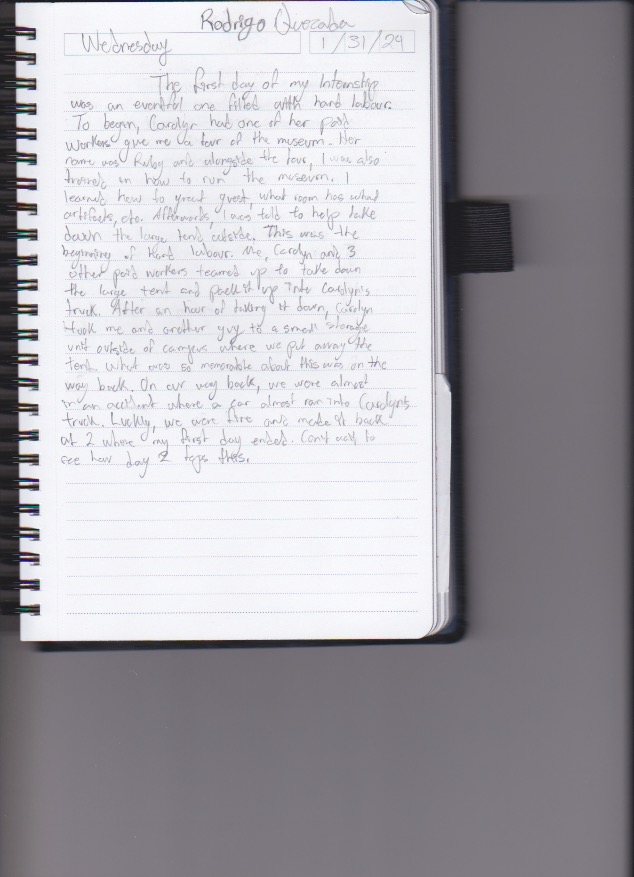 Rodrigo
Wednesday
1/31/24
The first day of my Internship
was an eventful one filled with hard labour.
To begin, Carolyn had one of her paid
workers give me a tour of the museum. Her
name was Ruby and alongside the tour, I was also
trained on how to run the museum. I
learned how to great guest, what room has what
artifacts, etc. Afterwards, I was told to help take
down the large tent outside. This was the
beginning of hard labour. Me, Carolyn and 3
other paid workers teamed up to take down
the large tent and pack it up into Carolyn's
truck. After an hour of taking it down, Carolyn
took me and another guy to a small storage
unit outside of campus where we put away the
tent. What was so memorable about this was on the
way back. On our way back, we were almost
in an accident where a car almost ran into Carolyn's
truck. Luckly, we were fine and made it back
at 2 where my first day ended. Can't wait to
see how day 2 tops this.